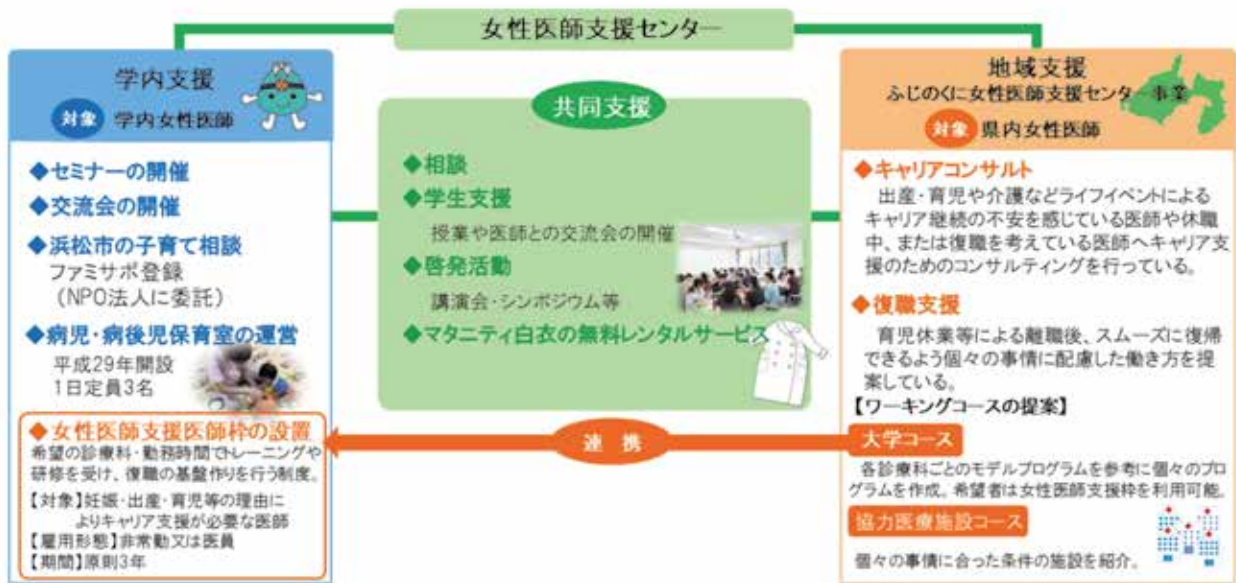 女性医師支援センター
学内支援
対象 学内女性医師
◆セミナーの開催
◆交流会の開催
◆浜松市の子育て相談
ファミサポ登録
(NPO法人に委託)
◆病児・病後児保育室の運営
平成29年開設
1日定員3名
◆女性医師支援医師枠の設置
希望の診療科・勤務時間でトレーニングや
研修を受け、復職の基盤作りを行う制度。
【対象】妊娠・出産・育児等の理由に
よりキャリア支援が必要な医師
【雇用形態】非常勤又は医員
【期間】原則3年
共同支援
◆相談
◆学生支援
授業や医師との交流会の開催
◆啓発活動
講演会・シンポジウム等
◆マタニティ白衣の無料レンタルサービス
連携
地域支援
ふじのくに女性医師支援センター事業
対象 県内女性医師
◆キャリアコンサルト
出産・育児や介護などライフイベントによる
キャリア継続の不安を感じている医師や休職
中、または復職を考えている医師へキャリア支
援のためのコンサルティングを行っている。
◆復職支援
育児休業等による離職後、スムーズに復帰
できるよう個々の事情に配慮した働き方を提
案している。
【ワーキングコースの提案】
大学コース
各診療科ごとのモデルプログラムを参考に個々のプロ
グラムを作成。希望者は女性医師支援枠を利用可能。
協力医療施設コース
個々の事情に合った条件の施設を紹介。